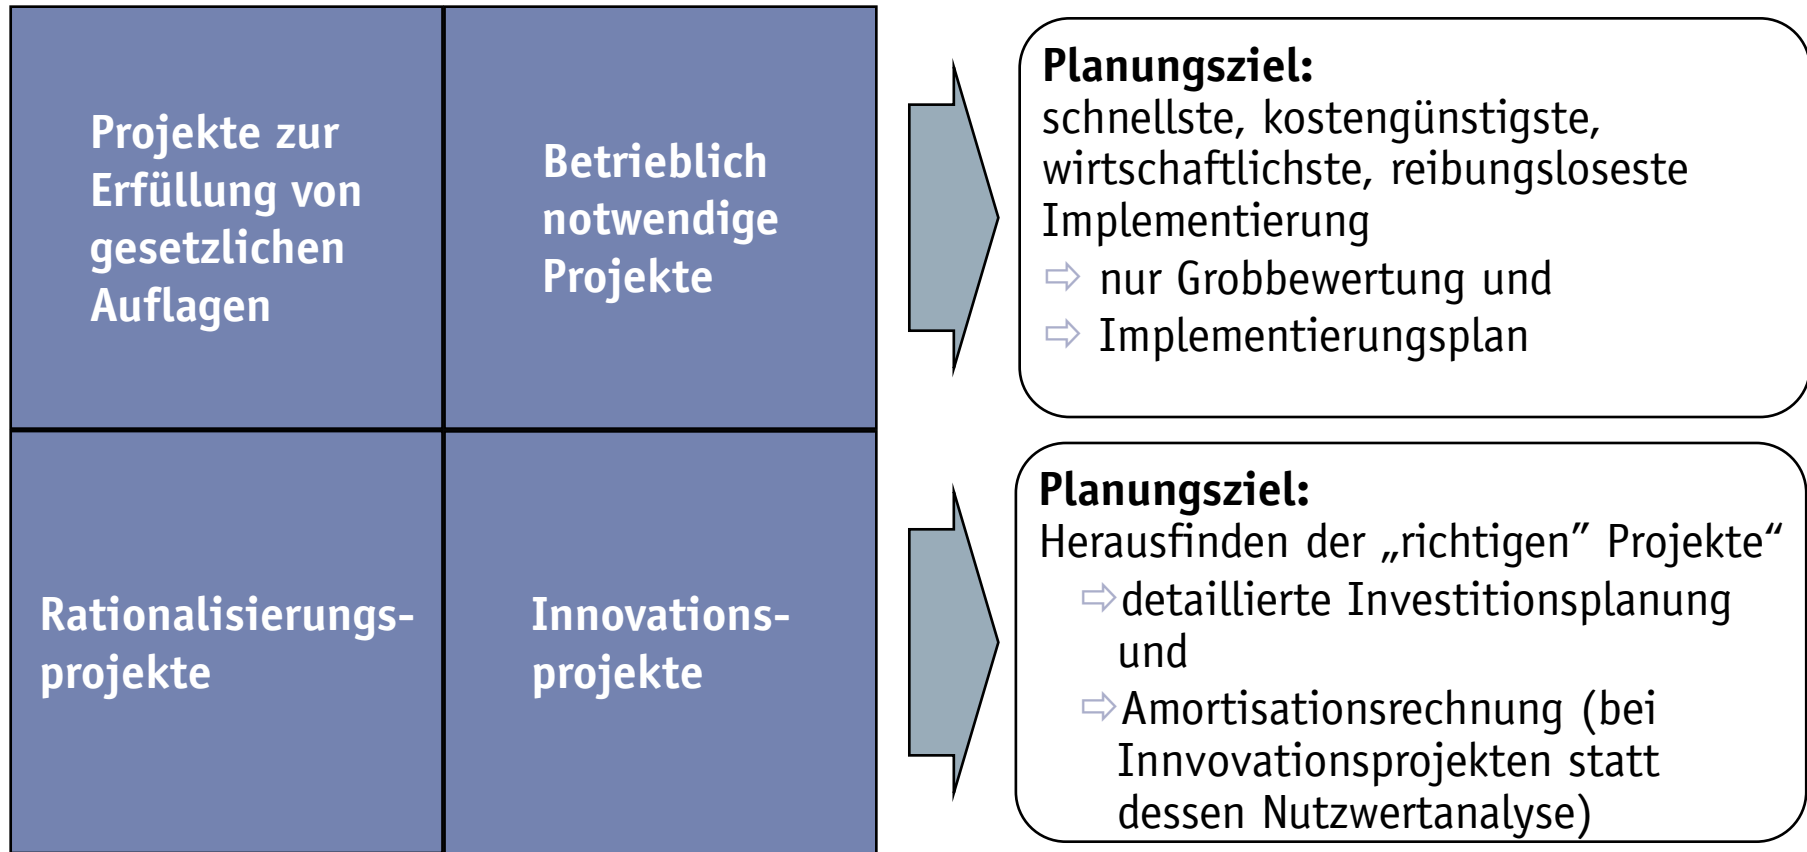 Projekte zur
Erfüllung von
gesetzlichen
Auflagen
Betrieblich
notwendige
Projekte
Planungsziel:
schnellste, kostengünstigste,
wirtschaftlichste, reibungsloseste
Implementierung
⇨ nur Grobbewertung und
⇨ Implementierungsplan
Rationalisierungs-
projekte
Innovations-
projekte
Planungsziel:
Herausfinden der „richtigen” Projekte“
⇨detaillierte Investitionsplanung
und
⇨Amortisationsrechnung (bei
Innvovationsprojekten statt
dessen Nutzwertanalyse)